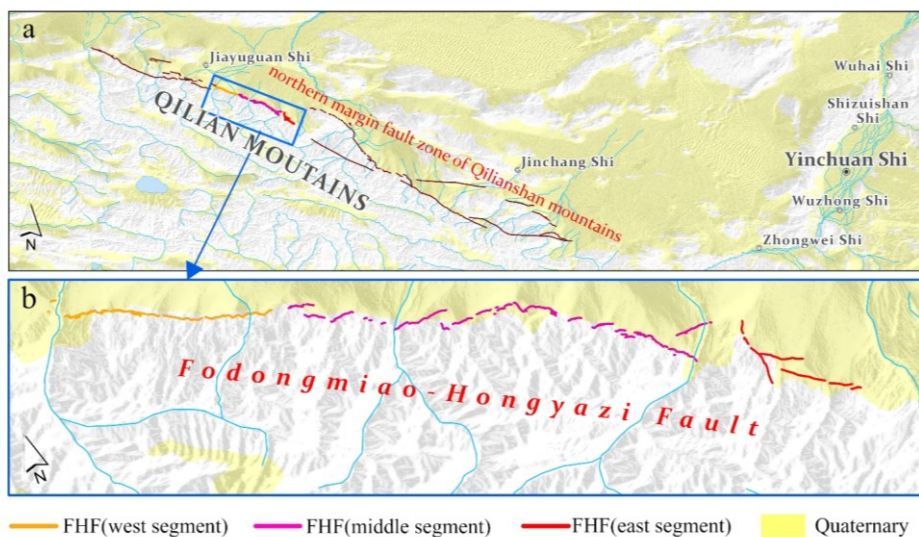 a
Jiayuguan Shi
northern margin fault zone of Qilianshan mountains
QILIAN MOUTAINS
Wuhai Shi
Shizuishan Shi
Yinchuan Shi
Jinchang Shi
Wuzhong Shi
Zhongwei Shi
N
b
Fodongmiao-Hongyazi Fault
N
FHF(west segment) FHF(middle segment) FHF(east segment) Quaternary